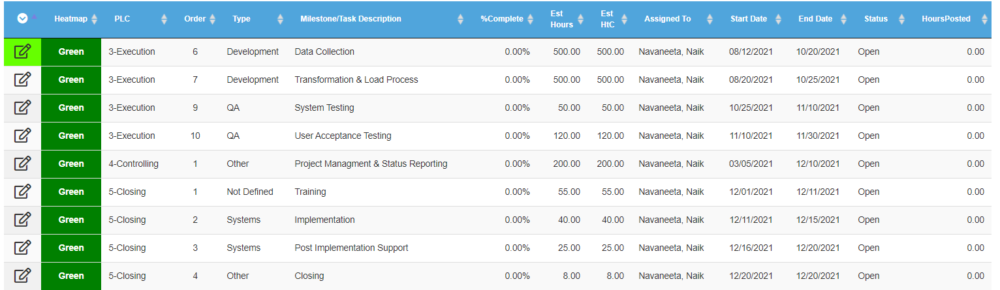 Heatmap PLC Order Type Milestone/Task Description %Complete Est Hours Est HtC Assigned To Start Date End Date Status HoursPosted
Green 3-Execution 6 Development Data Collection 0.00% 500.00 500.00 Navaneeta, Naik 08/12/2021 10/20/2021 Open 0.00
Green 3-Execution 7 Development Transformation & Load Process 0.00% 500.00 500.00 Navaneeta, Naik 08/20/2021 10/25/2021 Open 0.00
Green 3-Execution 9 QA System Testing 0.00% 50.00 50.00 Navaneeta, Naik 10/25/2021 11/10/2021 Open 0.00
Green 3-Execution 10 QA User Acceptance Testing 0.00% 120.00 120.00 Navaneeta, Naik 11/10/2021 11/30/2021 Open 0.00
Green 4-Controlling 1 Other Project Managment & Status Reporting 0.00% 200.00 200.00 Navaneeta, Naik 03/05/2021 12/10/2021 Open 0.00
Green 5-Closing 1 Not Defined Training 0.00% 55.00 55.00 Navaneeta, Naik 12/01/2021 12/11/2021 Open 0.00
Green 5-Closing 2 Systems Implementation 0.00% 40.00 40.00 Navaneeta, Naik 12/11/2021 12/15/2021 Open 0.00
Green 5-Closing 3 Systems Post Implementation Support 0.00% 25.00 25.00 Navaneeta, Naik 12/16/2021 12/20/2021 Open 0.00
Green 5-Closing 4 Other Closing 0.00% 8.00 8.00 Navaneeta, Naik 12/20/2021 12/20/2021 Open 0.00